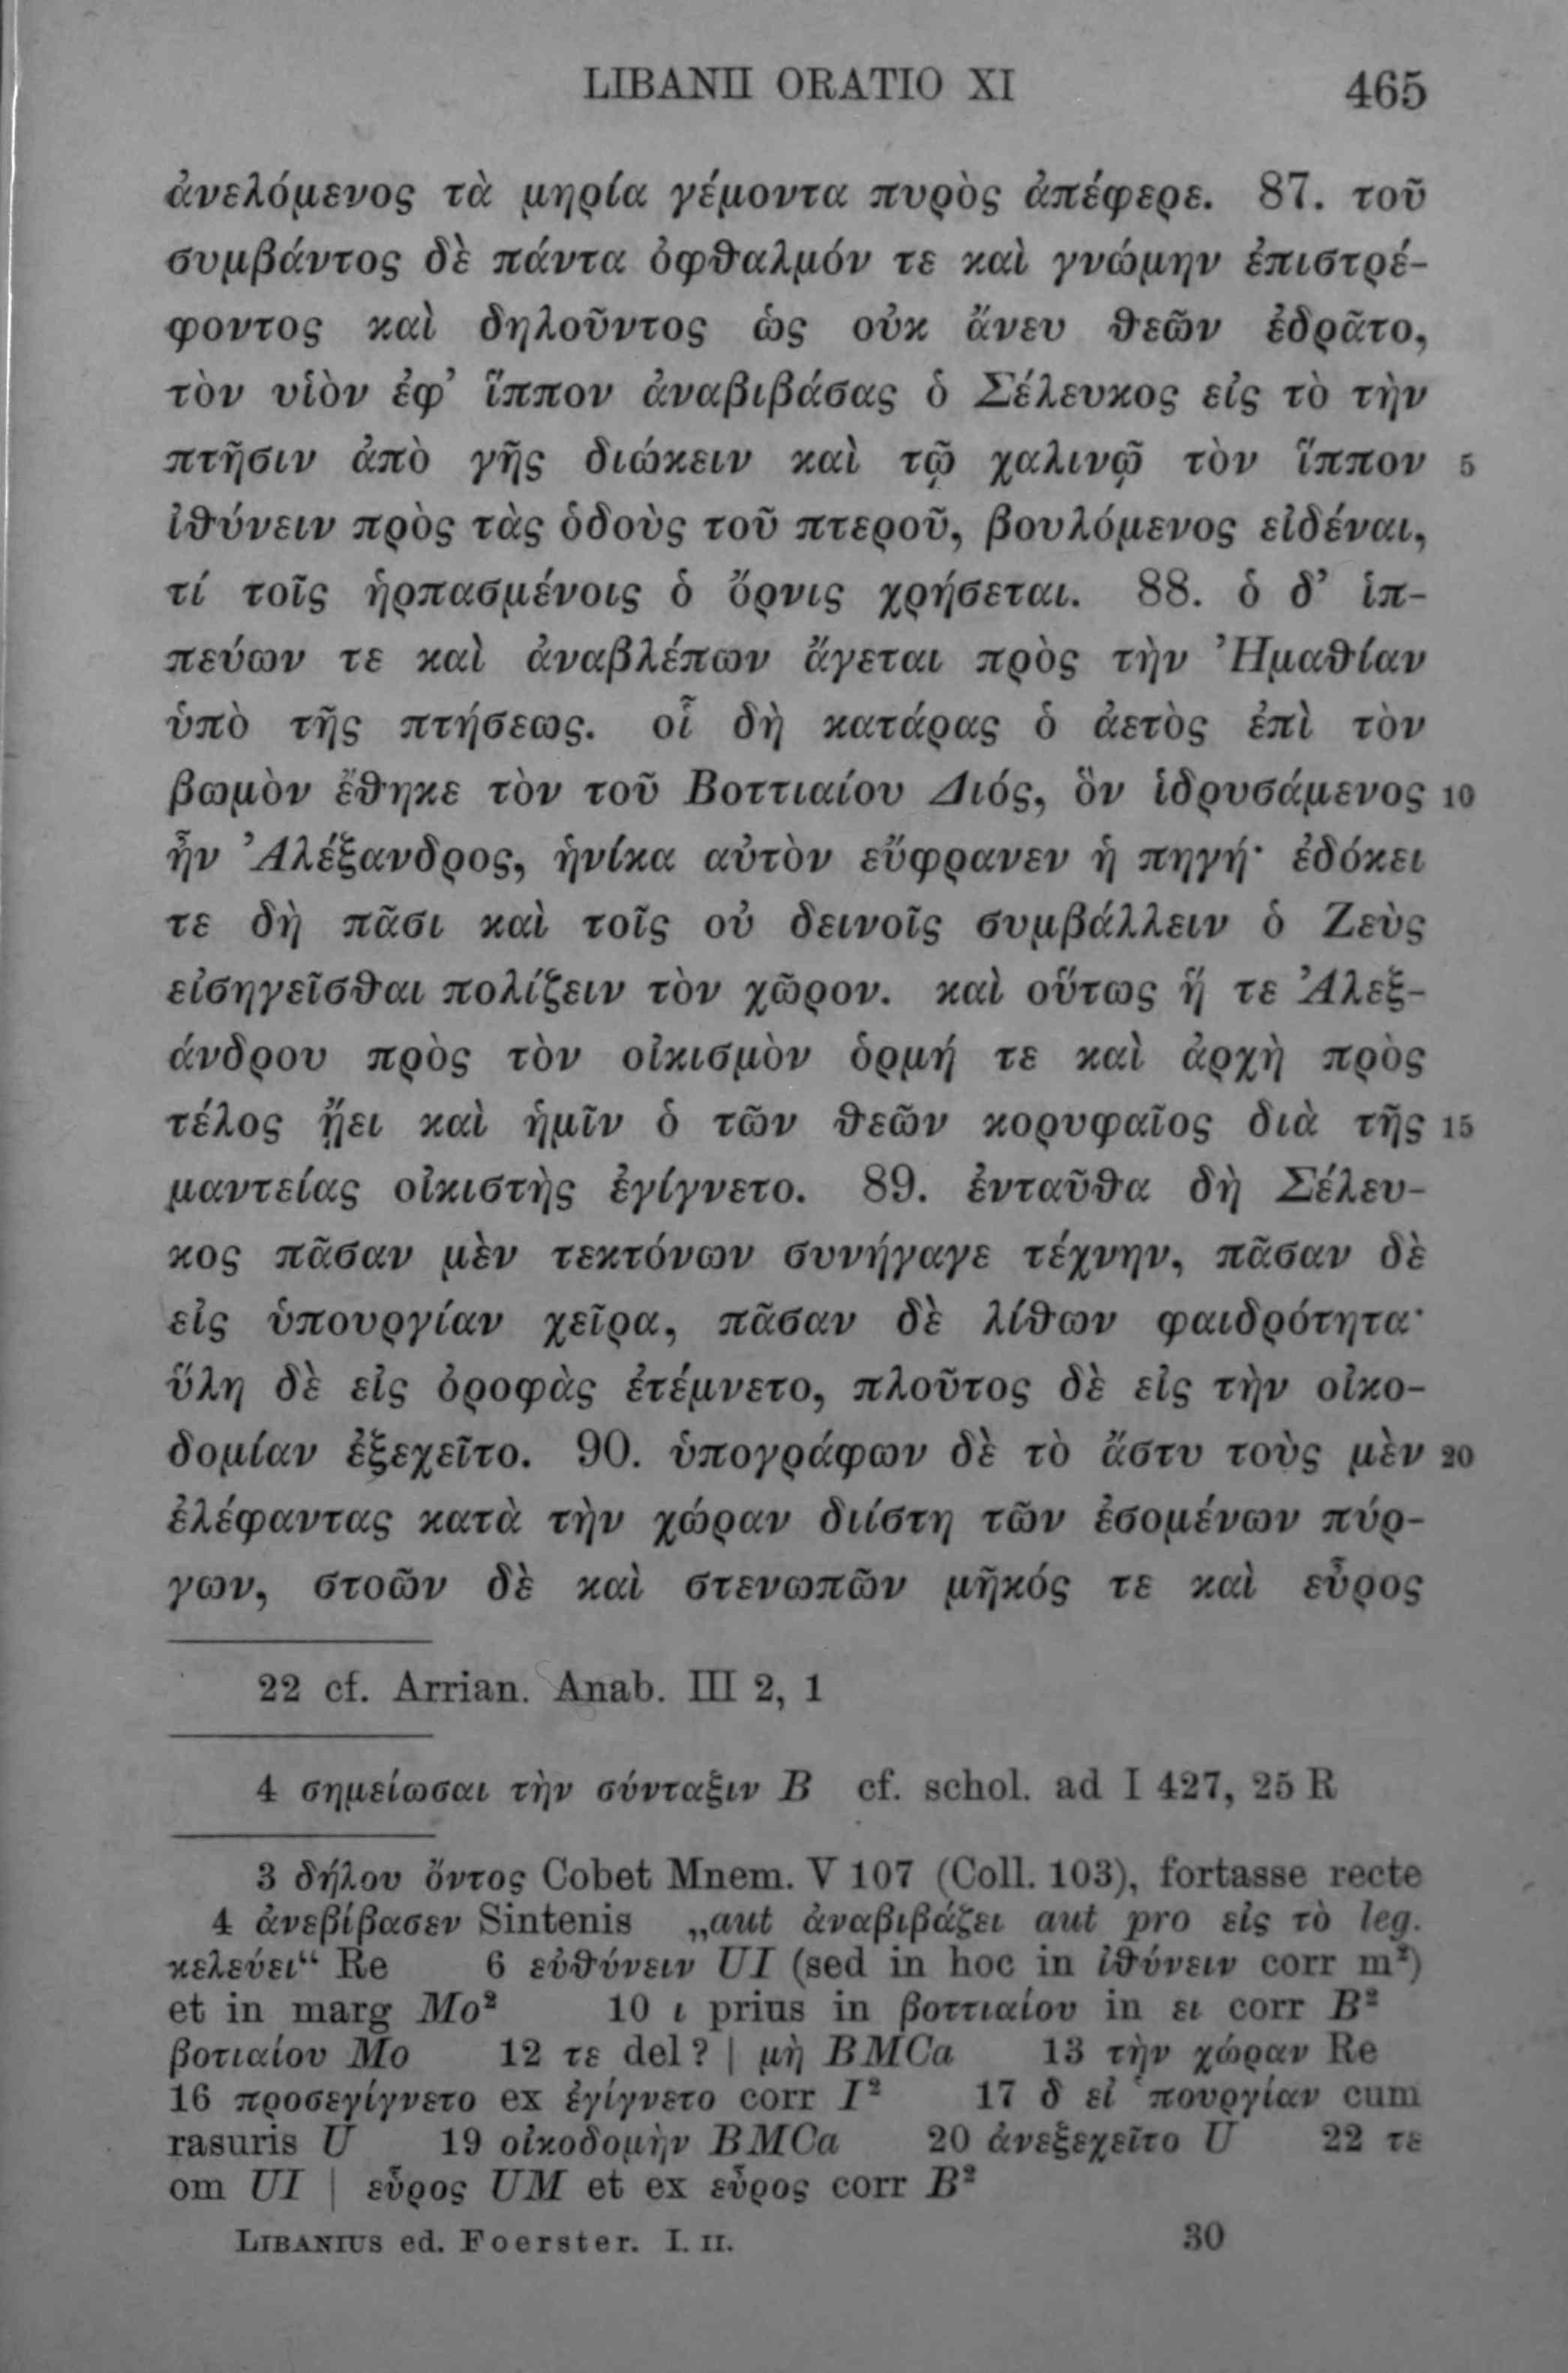 LIBANII ORATIO XI 465
ἀνελόμενος τὰ μηρία γέμοντα πυρὸς ἀπέφερε. 87. τοῦ
συμβάντος δὲ πάντα ὀφθαλμόν τε καὶ γνώμην ἐπιστρέ-
φοντος καὶ δηλοῦντος ὡς οὐκ ἄνευ θεῶν ἐδρᾶτο,
τὸν υἱὸν ἐφ’ ἵππον ἀναβιβάσας ὁ Σέλευκος εἰς τὸ τὴν
πτῆσιν ἀπὸ γῆς διώκειν καὶ τῷ χαλινῷ τὸν ἵππον 5
ἰθύνειν πρὸς τὰς ὁδοὺς τοῦ πτεροῦ, βουλόμενος εἰδέναι,
τί τοῖς ἡρπασμένοις ὁ ὄρνις χρήσεται. 88. ὁ δ’ ἱπ-
πεύων τε καὶ ἀναβλέπων ἄγεται πρὸς τὴν Ἠμαθίαν
ὑπὸ τῆς πτήσεως. οἷ δὴ κατάρας ὁ ἀετὸς ἐπὶ τὸν
βωμὸν ἔθηκε τὸν τοῦ Βοττιαίου Διός, ὃν ἱδρυσάμενος 10
ἦν Ἀλέξανδρος, ἡνίκα αὐτὸν εὔφρανεν ἡ πηγή· ἐδόκει
τε δὴ πᾶσι καὶ τοῖς οὐ δεινοῖς συμβάλλειν ὁ Ζεὺς
εἰσηγεῖσθαι πολίζειν τὸν χῶρον. καὶ οὕτως ἥ τε Ἀλεξ-
άνδρου πρὸς τὸν οἰκισμὸν ὁρμή τε καὶ ἀρχὴ πρὸς
τέλος ᾔει καὶ ἡμῖν ὁ τῶν θεῶν κορυφαῖος διὰ τῆς 15
μαντείας οἰκιστὴς ἐγίγνετο. 89. ἐνταῦθα δὴ Σέλευ-
κος πᾶσαν μὲν τεκτόνων συνήγαγε τέχνην, πᾶσαν δὲ
εἰς ὑπουργίαν χεῖρα, πᾶσαν δὲ λίθων φαιδρότητα·
ὕλη δὲ εἰς ὀροφὰς ἐτέμνετο, πλοῦτος δὲ εἰς τὴν οἰκο-
δομίαν ἐξεχεῖτο. 90. ὑπογράφων δὲ τὸ ἄστυ τοὺς μὲν 20
ἐλέφαντας κατὰ τὴν χώραν διίστη τῶν ἐσομένων πύρ-
γων, στοῶν δὲ καὶ στενωπῶν μῆκός τε καὶ εὖρος
22 cf. Arrian. Anab. III 2, 1
4 σημείωσαι τὴν σύνταξιν B cf. schol. ad I 427, 25 R
3 δήλου ὄντος Cobet Mnem. V 107 (Coll. 103), fortasse recte
4 ἀνεβίβασεν Sintenis „aut ἀναβιβάζει aut pro εἰς τὸ leg.
κελεύει“ Re 6 εὐθύνειν UI (sed in hoc in ἰθύνειν corr m²)
et in marg Mo² 10 ι prius in βοττιαίου in ει corr B²
βοτιαίου Mo 12 τε del? | μὴ BMCa 13 τὴν χώραν Re
16 προσεγίγνετο ex ἐγίγνετο corr I² 17 δ εἰ ῾πουργίαν cum
rasuris U 19 οἰκοδομὴν BMCa 20 ἀνεξεχεῖτο U 22 τε
om UI | εὗρος UM et ex εὖρος corr B²
LIBANIUS ed. Foerster. I. II. 30